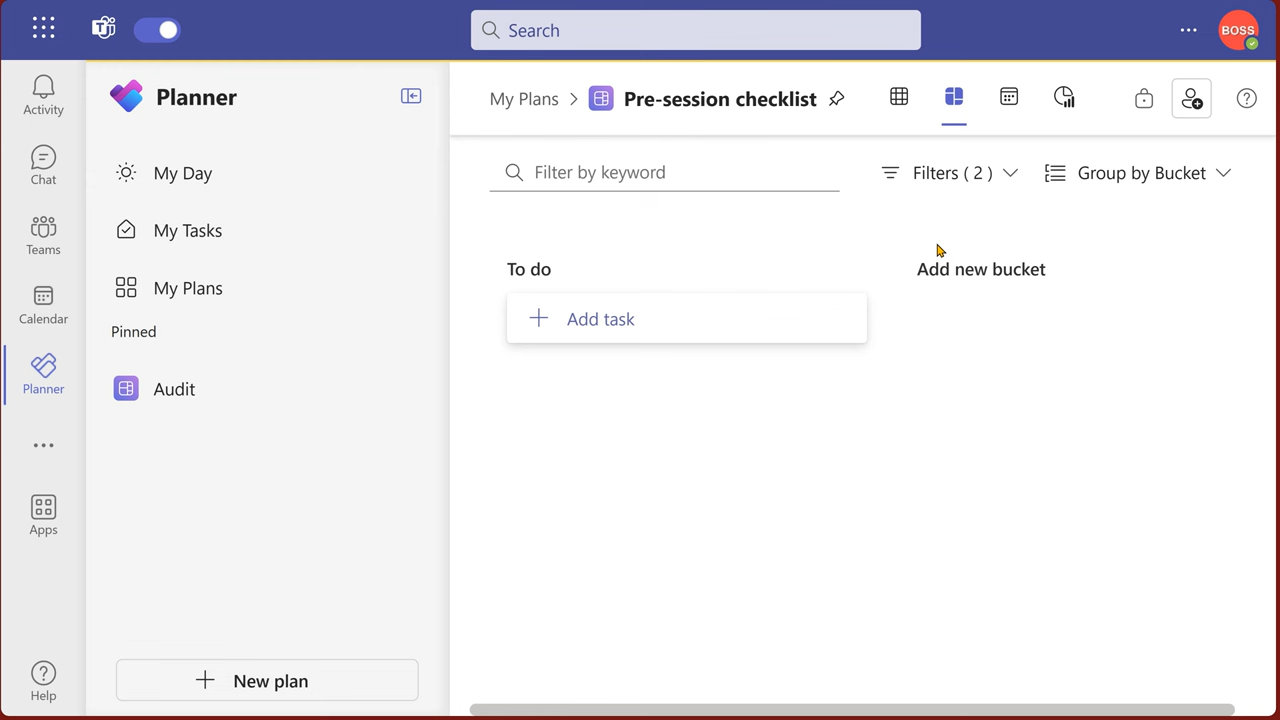 Search
BOSS
Activity
Chat
Teams
Calendar
Planner
Apps
Help
Planner
My Day
My Tasks
My Plans
Pinned
Audit
New plan
My Plans > Pre-session checklist
Filter by keyword
Filters ( 2 )
Group by Bucket
To do
Add new bucket
Add task